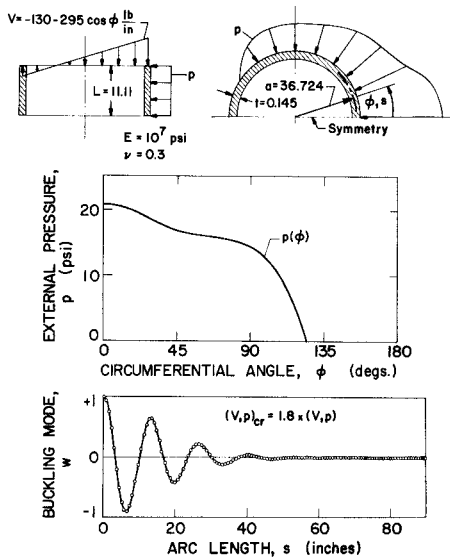 V=-130-295 cos ϕ lb/in
p
L=11.11
E = 10⁷ psi
ν = 0.3
p
a=36.724
t=0.145
ϕ, s
Symmetry
EXTERNAL PRESSURE, p (psi)
20
10
0
p(ϕ)
0 45 90 135 180
CIRCUMFERENTIAL ANGLE, ϕ (degs.)
BUCKLING MODE, w
+1
0
-1
(V,p)cr = 1.8 x (V,p)
0 20 40 60 80
ARC LENGTH, s (inches)